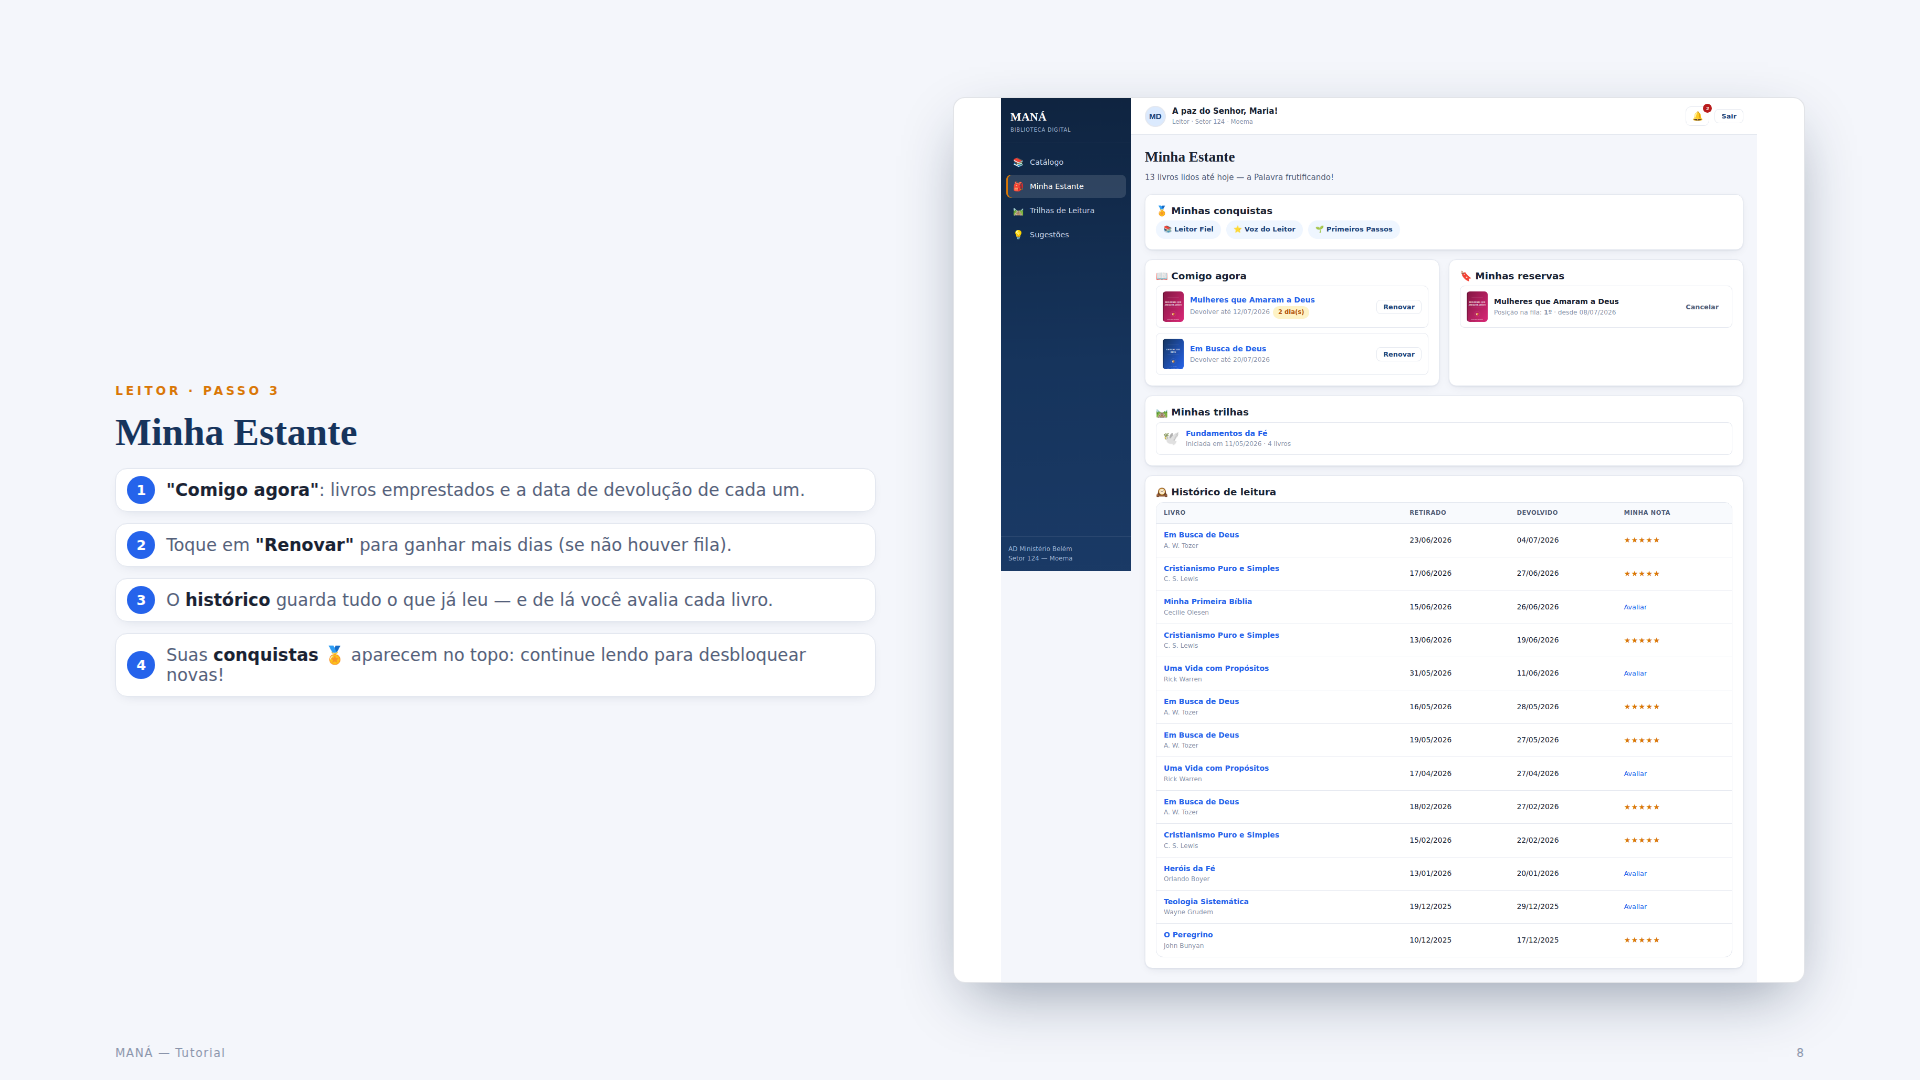 LEITOR · PASSO 3
Minha Estante
1 "Comigo agora": livros emprestados e a data de devolução de cada um.
2 Toque em "Renovar" para ganhar mais dias (se não houver fila).
3 O histórico guarda tudo o que já leu — e de lá você avalia cada livro.
4 Suas conquistas 🏅 aparecem no topo: continue lendo para desbloquear
novas!
MANÁ
BIBLIOTECA DIGITAL
Catálogo
Minha Estante
Trilhas de Leitura
Sugestões
AD Ministério Belém
Setor 124 — Moema
MD
A paz do Senhor, Maria!
Leitor · Setor 124 · Moema
Sair
Minha Estante
13 livros lidos até hoje — a Palavra frutificando!
Minhas conquistas
Leitor Fiel
Voz do Leitor
Primeiros Passos
Comigo agora
Mulheres que Amaram a Deus
Devolver até 12/07/2026 2 dia(s)
Renovar
Em Busca de Deus
Devolver até 20/07/2026
Renovar
Minhas reservas
Mulheres que Amaram a Deus
Posição na fila: 1º · desde 08/07/2026
Cancelar
Minhas trilhas
Fundamentos da Fé
Iniciada em 11/05/2026 · 4 livros
Histórico de leitura
LIVRO RETIRADO DEVOLVIDO MINHA NOTA
Em Busca de Deus
A. W. Tozer
23/06/2026 04/07/2026 ★★★★★
Cristianismo Puro e Simples
C. S. Lewis
17/06/2026 27/06/2026 ★★★★★
Minha Primeira Bíblia
Cecilie Olesen
15/06/2026 26/06/2026 Avaliar
Cristianismo Puro e Simples
C. S. Lewis
13/06/2026 19/06/2026 ★★★★★
Uma Vida com Propósitos
Rick Warren
31/05/2026 11/06/2026 Avaliar
Em Busca de Deus
A. W. Tozer
16/05/2026 28/05/2026 ★★★★★
Em Busca de Deus
A. W. Tozer
19/05/2026 27/05/2026 ★★★★★
Uma Vida com Propósitos
Rick Warren
17/04/2026 27/04/2026 Avaliar
Em Busca de Deus
A. W. Tozer
18/02/2026 27/02/2026 ★★★★★
Cristianismo Puro e Simples
C. S. Lewis
15/02/2026 22/02/2026 ★★★★★
Heróis da Fé
Orlando Boyer
13/01/2026 20/01/2026 Avaliar
Teologia Sistemática
Wayne Grudem
19/12/2025 29/12/2025 Avaliar
O Peregrino
John Bunyan
10/12/2025 17/12/2025 ★★★★★
MANÁ — Tutorial
8